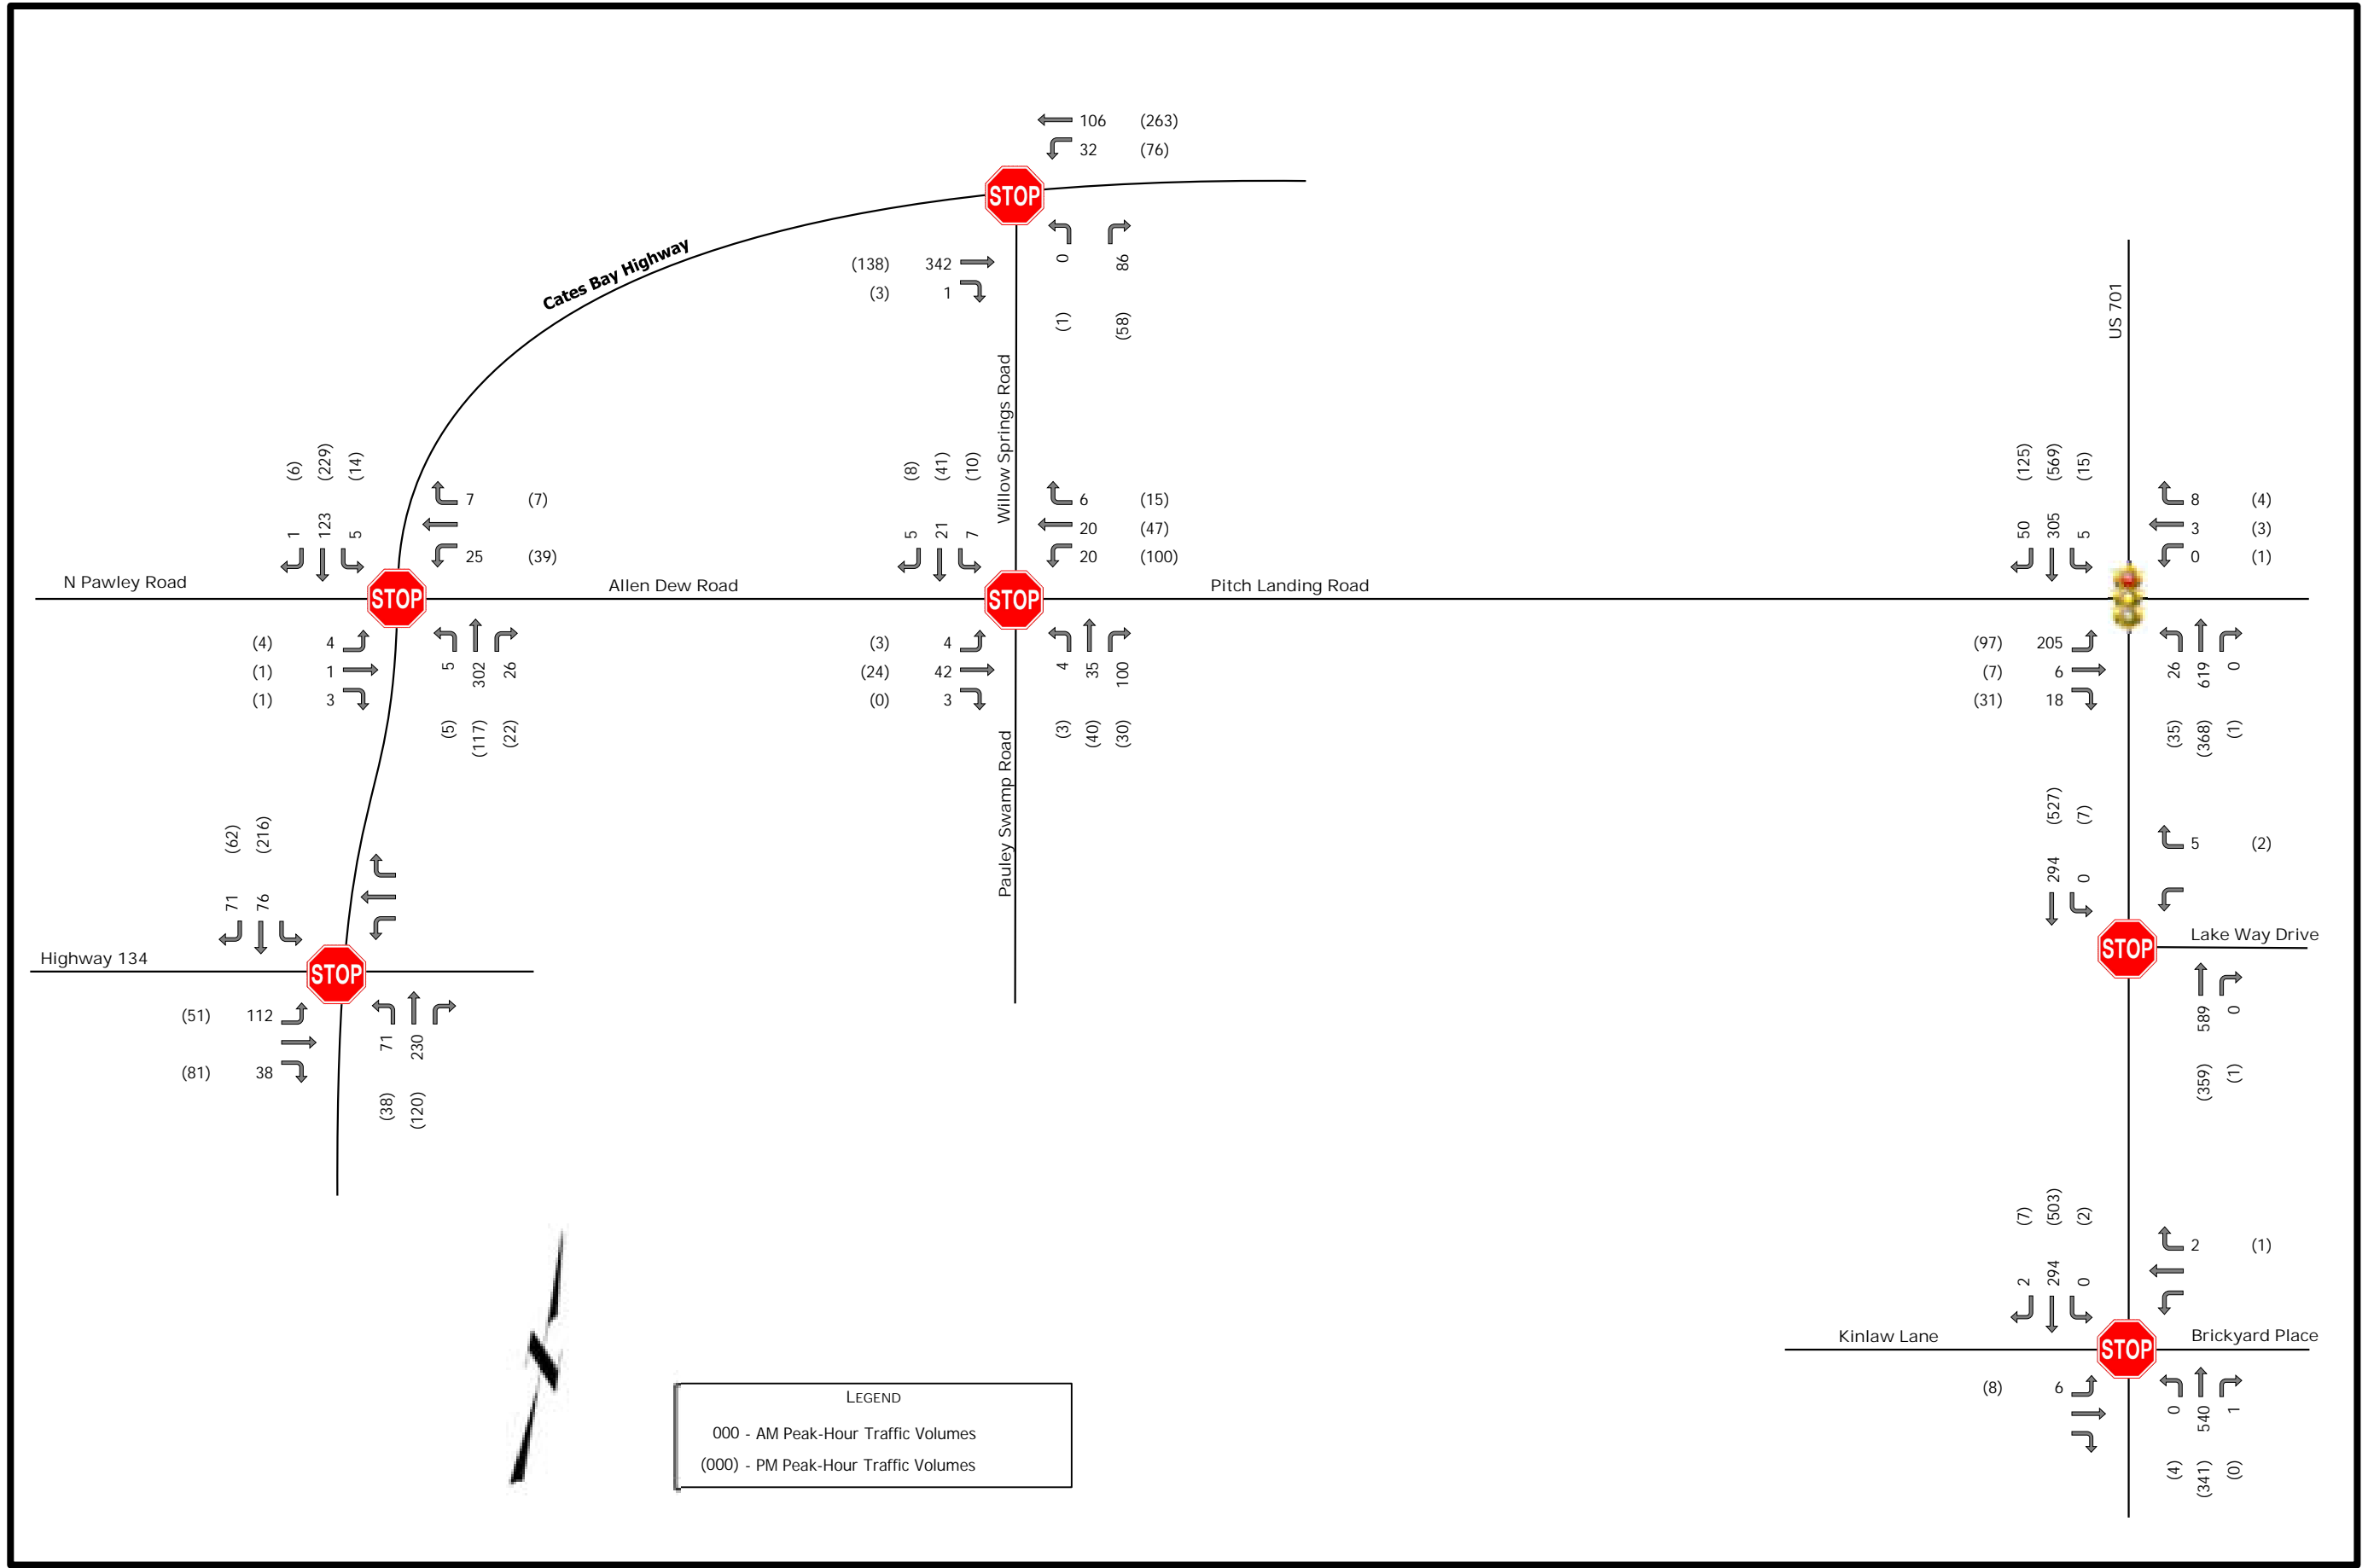 106 (263)
32 (76)
STOP
Cates Bay Highway
(138) 342
(3) 1
0 86
(1) (58)
Willow Springs Road
US 701
(6) (229) (14)
1 123 5
7 (7)
25 (39)
N Pawley Road
STOP
Allen Dew Road
(4) 4
(1) 1
(1) 3
5 302 26
(5) (117) (22)
(8) (41) (10)
5 21 7
6 (15)
20 (47)
20 (100)
STOP
Pitch Landing Road
(3) 4
(24) 42
(0) 3
4 35 100
(3) (40) (30)
Pauley Swamp Road
(125) (569) (15)
50 305 5
8 (4)
3 (3)
0 (1)
(97) 205
(7) 6
(31) 18
26 619 0
(35) (368) (1)
(62) (216)
71 76
Highway 134
STOP
(51) 112
(81) 38
71 230
(38) (120)
(527) (7)
294 0
5 (2)
STOP
Lake Way Drive
589 0
(359) (1)
(7) (503) (2)
2 294 0
2 (1)
Kinlaw Lane
STOP
Brickyard Place
(8) 6
0 540 1
(4) (341) (0)
N
LEGEND
000 - AM Peak-Hour Traffic Volumes
(000) - PM Peak-Hour Traffic Volumes